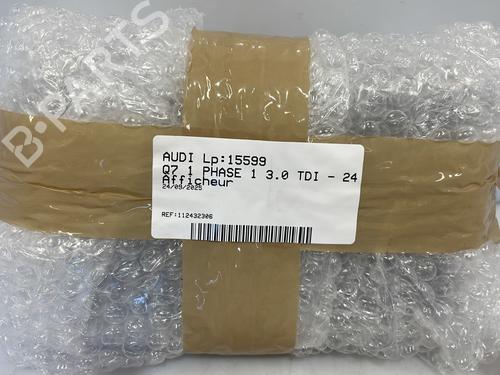 B-PARTS
AUDI Lp:15599
Q7 1 PHASE 1 3.0 TDI - 24
Afficheur
24/09/2025
REF:112432306